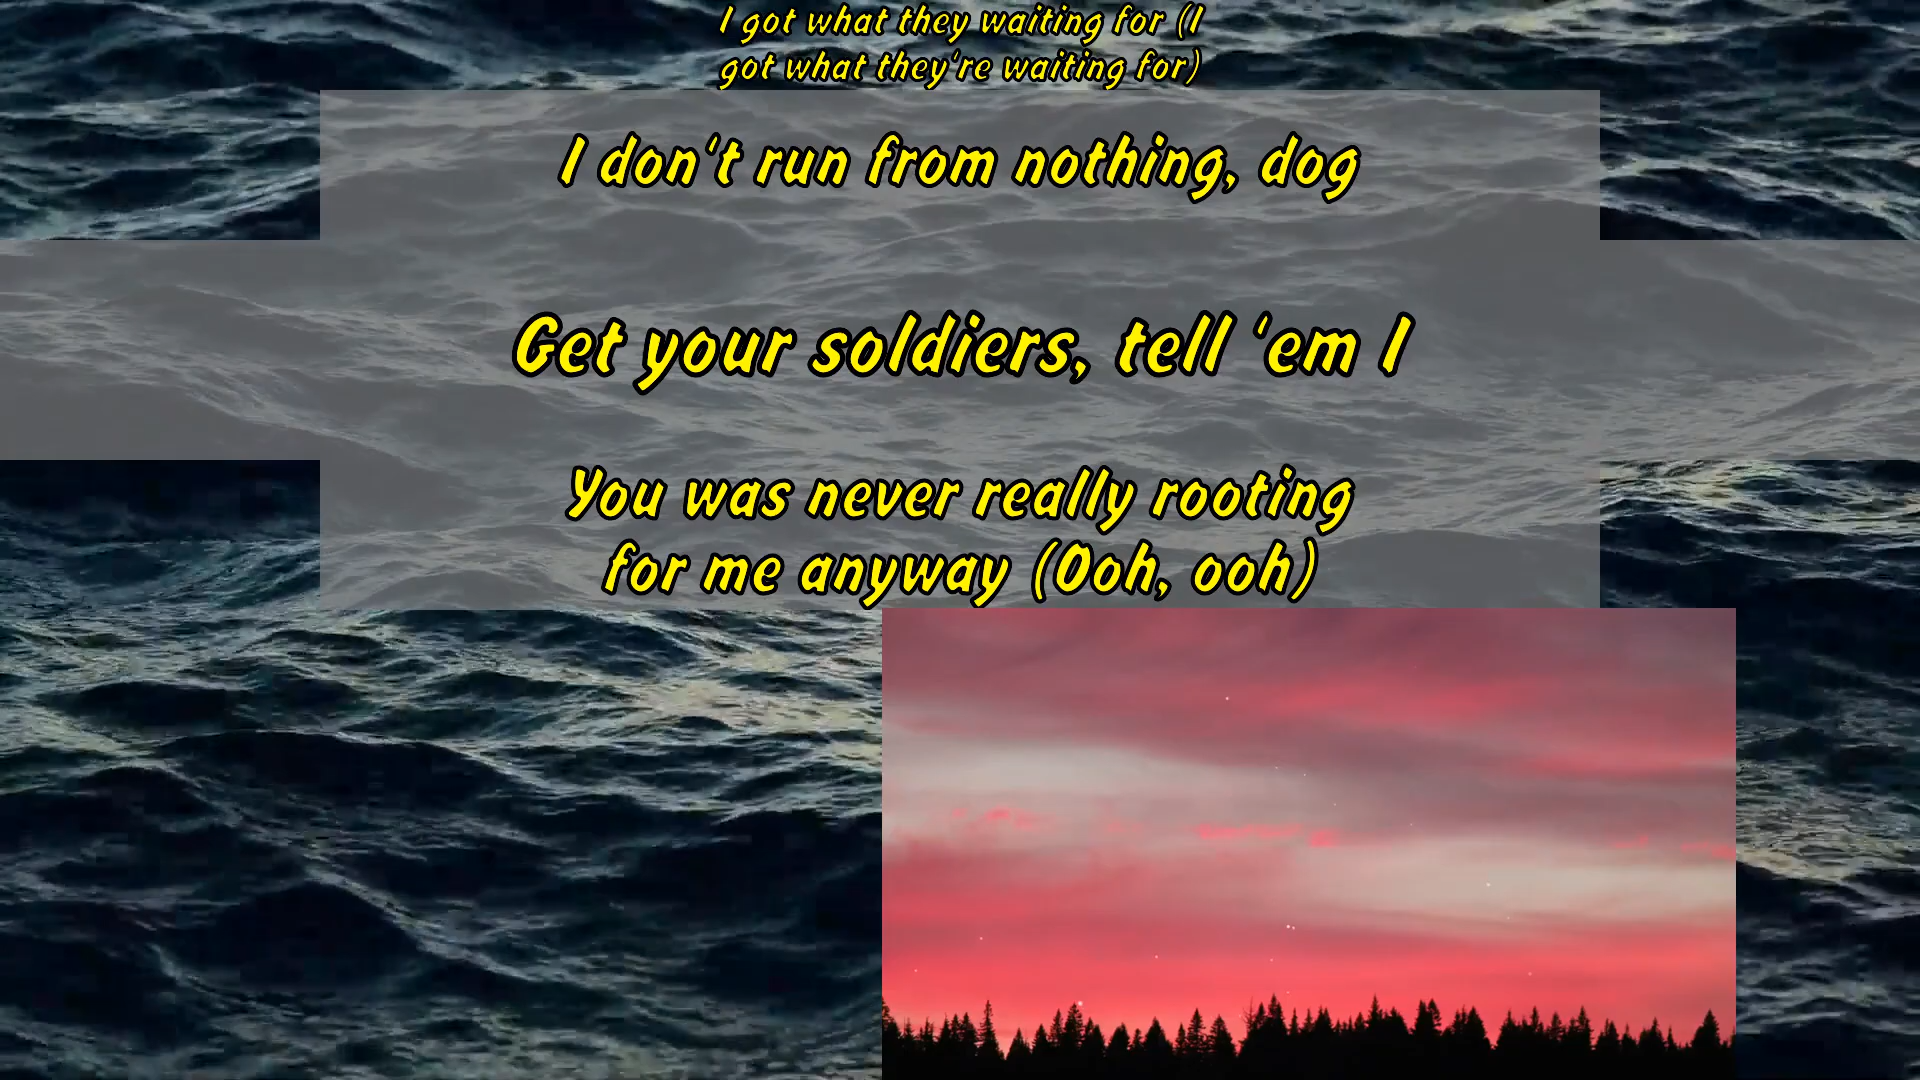 I got what they waiting for (I
got what they're waiting for)
I don't run from nothing, dog
Get your soldiers, tell 'em I
You was never really rooting
for me anyway (Ooh, ooh)